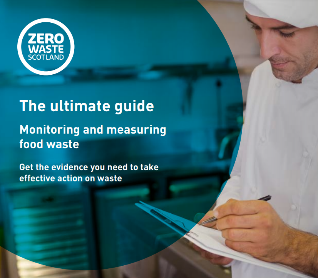 ZERO
WASTE
SCOTLAND
The ultimate guide
Monitoring and measuring
food waste
Get the evidence you need to take
effective action on waste